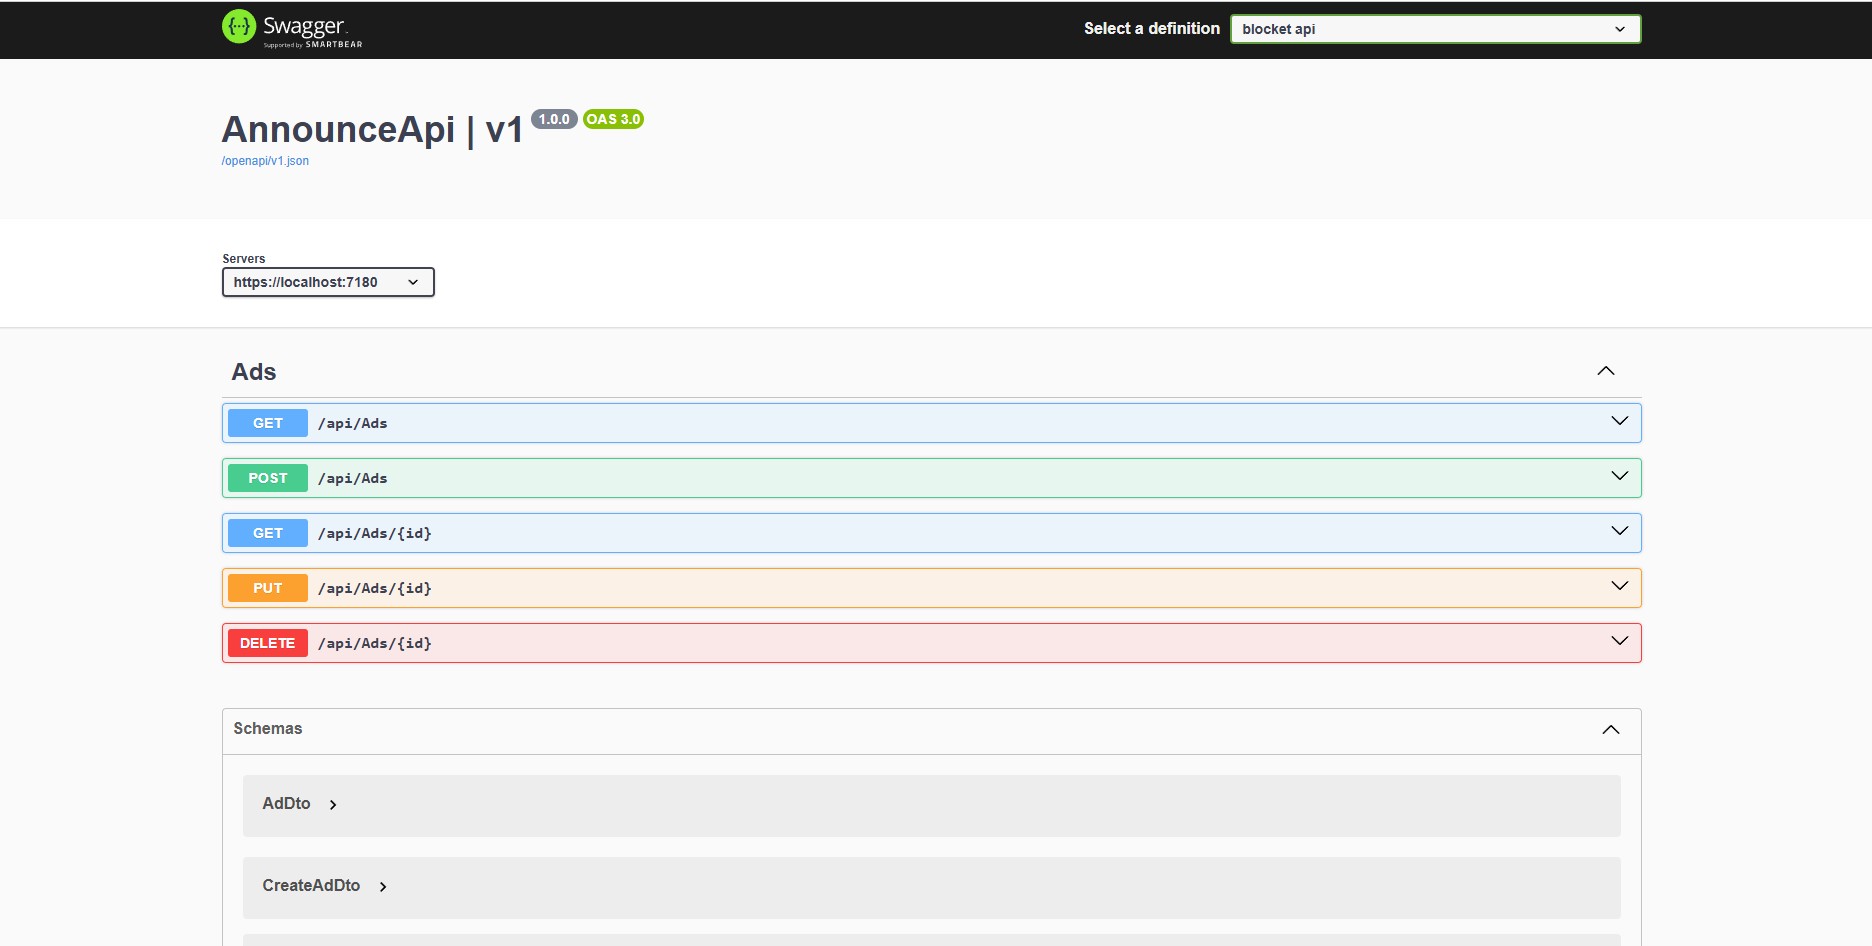 Swagger.
Supported by SMARTBEAR
Select a definition
blocket api
AnnounceApi | v1
1.0.0
OAS 3.0
/openapi/v1.json
Servers
https://localhost:7180
Ads
GET /api/Ads
POST /api/Ads
GET /api/Ads/{id}
PUT /api/Ads/{id}
DELETE /api/Ads/{id}
Schemas
AdDto
CreateAdDto